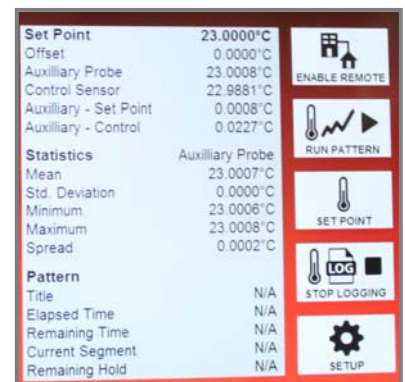 Set Point 23.0000°C
Offset 0.0000°C
Auxilliary Probe 23.0008°C
Control Sensor 22.9881°C
Auxilliary - Set Point 0.0008°C
Auxilliary - Control 0.0227°C
Statistics Auxilliary Probe
Mean 23.0007°C
Std. Deviation 0.0000°C
Minimum 23.0006°C
Maximum 23.0008°C
Spread 0.0002°C
Pattern
Title N/A
Elapsed Time N/A
Remaining Time N/A
Current Segment N/A
Remaining Hold N/A
ENABLE REMOTE
RUN PATTERN
SET POINT
LOG
STOP LOGGING
SETUP